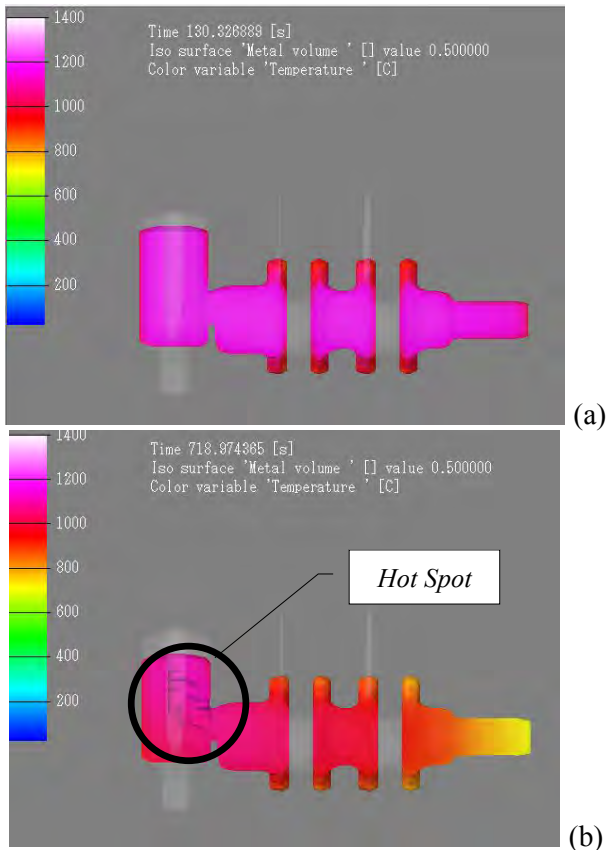 1400
1200
1000
800
600
400
200
Time 130.326889 [s]
Iso surface 'Metal volume ' [] value 0.500000
Color variable 'Temperature ' [C]
(a)
1400
1200
1000
800
600
400
200
Time 718.974365 [s]
Iso surface 'Metal volume ' [] value 0.500000
Color variable 'Temperature ' [C]
Hot Spot
(b)